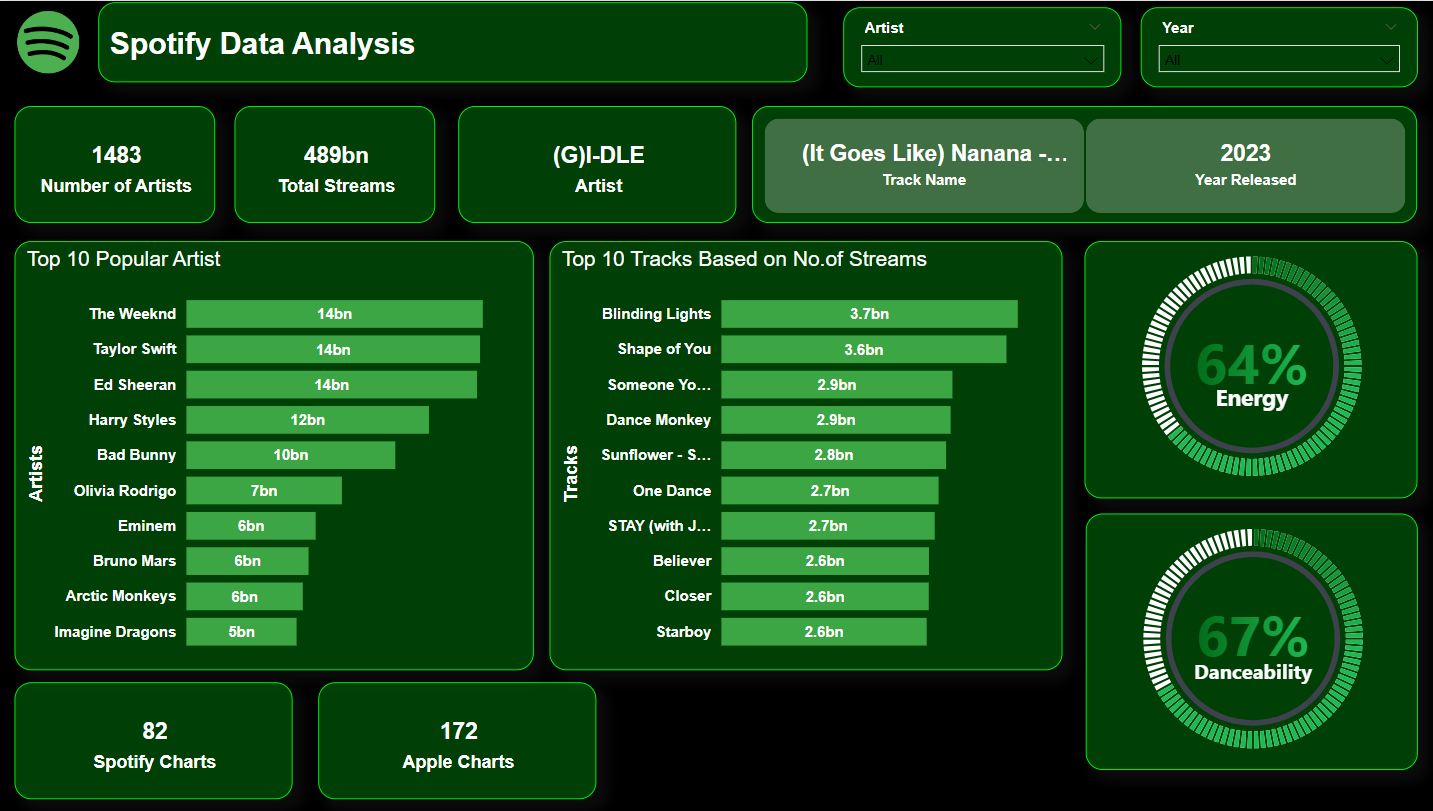 Spotify Data Analysis
Artist
All
Year
All
1483
Number of Artists
489bn
Total Streams
(G)I-DLE
Artist
(It Goes Like) Nanana -...
Track Name
2023
Year Released
Top 10 Popular Artist
Artists
The Weeknd 14bn
Taylor Swift 14bn
Ed Sheeran 14bn
Harry Styles 12bn
Bad Bunny 10bn
Olivia Rodrigo 7bn
Eminem 6bn
Bruno Mars 6bn
Arctic Monkeys 6bn
Imagine Dragons 5bn
Top 10 Tracks Based on No.of Streams
Tracks
Blinding Lights 3.7bn
Shape of You 3.6bn
Someone Yo... 2.9bn
Dance Monkey 2.9bn
Sunflower - S... 2.8bn
One Dance 2.7bn
STAY (with J... 2.7bn
Believer 2.6bn
Closer 2.6bn
Starboy 2.6bn
64%
Energy
67%
Danceability
82
Spotify Charts
172
Apple Charts